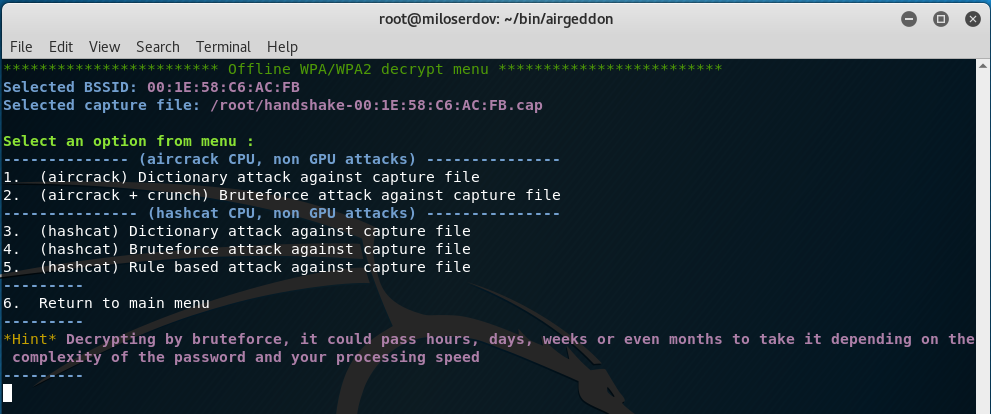 root@miloserdov: ~/bin/airgeddon
File Edit View Search Terminal Help
************************ Offline WPA/WPA2 decrypt menu *************************
Selected BSSID: 00:1E:58:C6:AC:FB
Selected capture file: /root/handshake-00:1E:58:C6:AC:FB.cap
Select an option from menu :
-------------- (aircrack CPU, non GPU attacks) ---------------
1.  (aircrack) Dictionary attack against capture file
2.  (aircrack + crunch) Bruteforce attack against capture file
--------------- (hashcat CPU, non GPU attacks) ---------------
3.  (hashcat) Dictionary attack against capture file
4.  (hashcat) Bruteforce attack against capture file
5.  (hashcat) Rule based attack against capture file
---------
6.  Return to main menu
---------
*Hint* Decrypting by bruteforce, it could pass hours, days, weeks or even months to take it depending on the
complexity of the password and your processing speed
---------